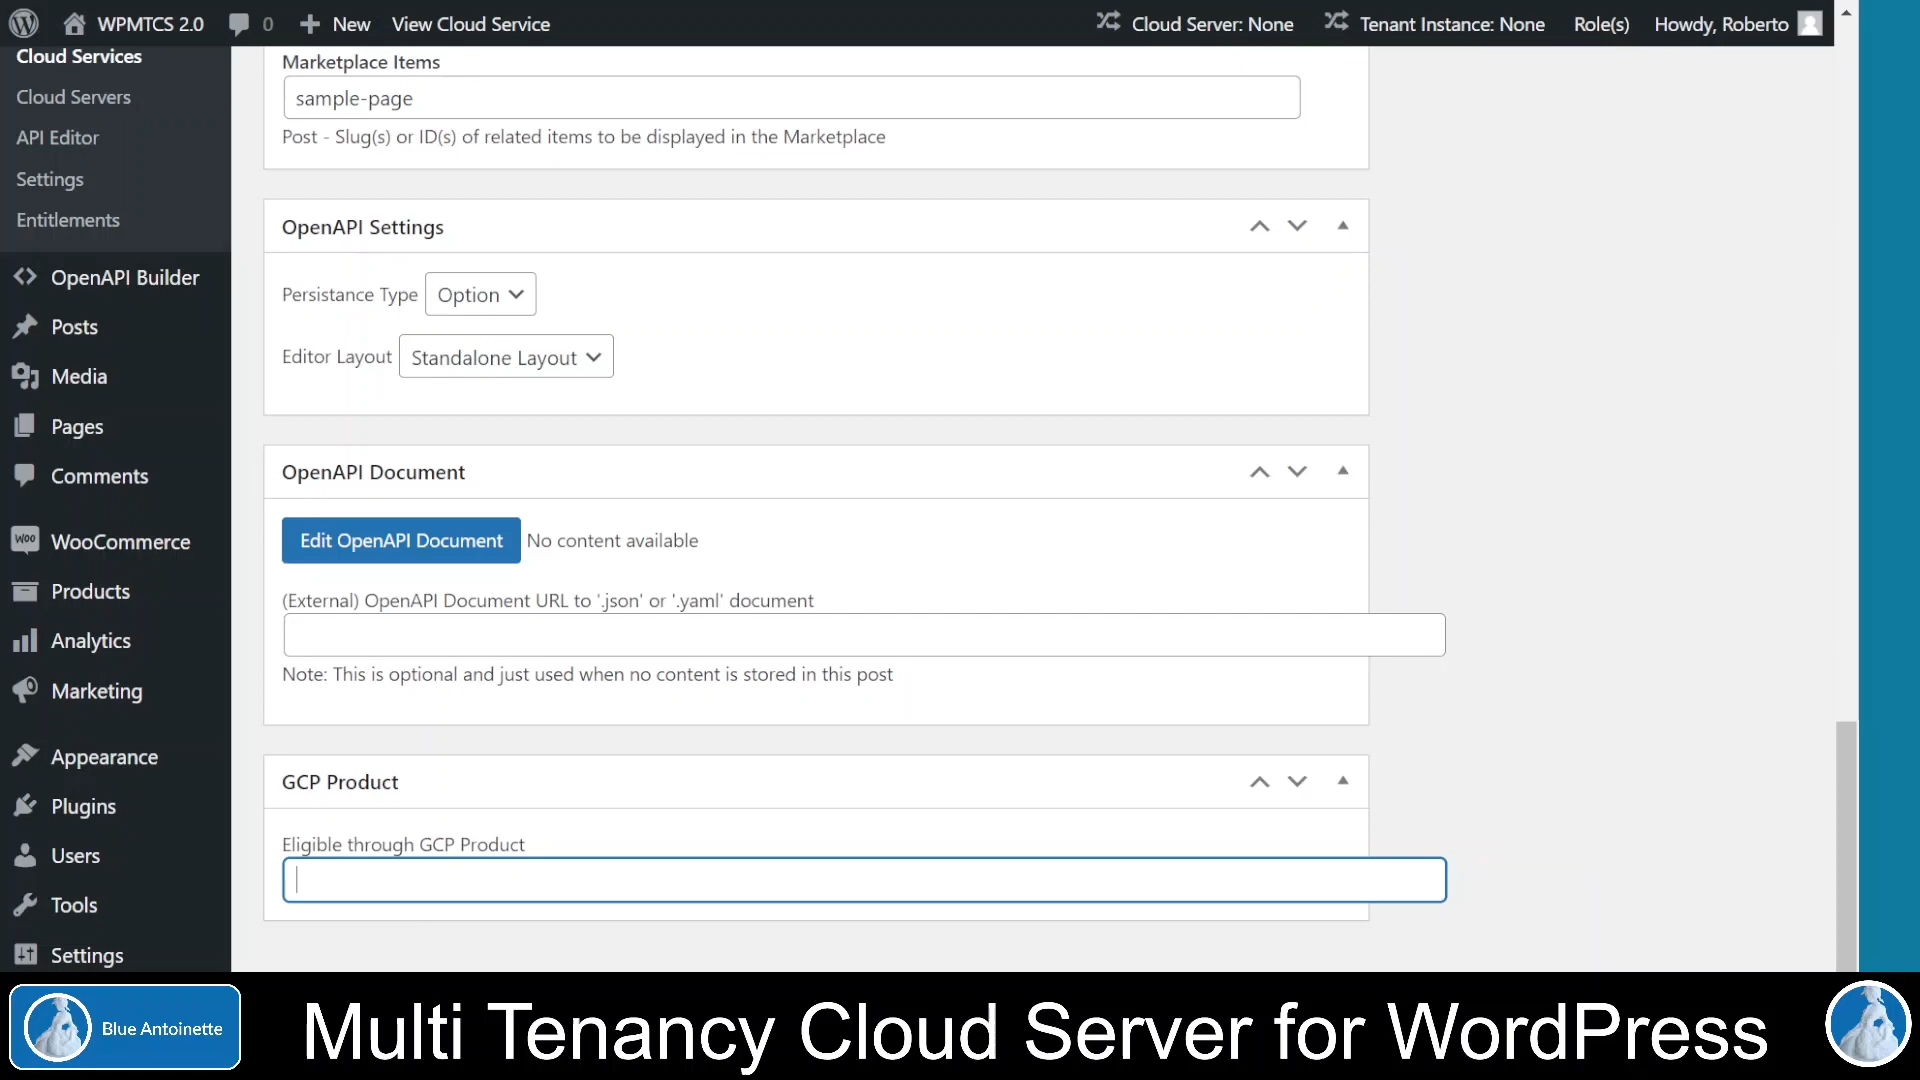 WPMTCS 2.0
0
New
View Cloud Service
Cloud Server: None
Tenant Instance: None
Role(s)
Howdy, Roberto
Cloud Services
Cloud Servers
API Editor
Settings
Entitlements
OpenAPI Builder
Posts
Media
Pages
Comments
WOO
WooCommerce
Products
Analytics
Marketing
Appearance
Plugins
Users
Tools
Settings
Marketplace Items
sample-page
Post - Slug(s) or ID(s) of related items to be displayed in the Marketplace
OpenAPI Settings
Persistance Type
Option
Editor Layout
Standalone Layout
OpenAPI Document
Edit OpenAPI Document
No content available
(External) OpenAPI Document URL to '.json' or '.yaml' document
Note: This is optional and just used when no content is stored in this post
GCP Product
Eligible through GCP Product
Blue Antoinette
Multi Tenancy Cloud Server for WordPress